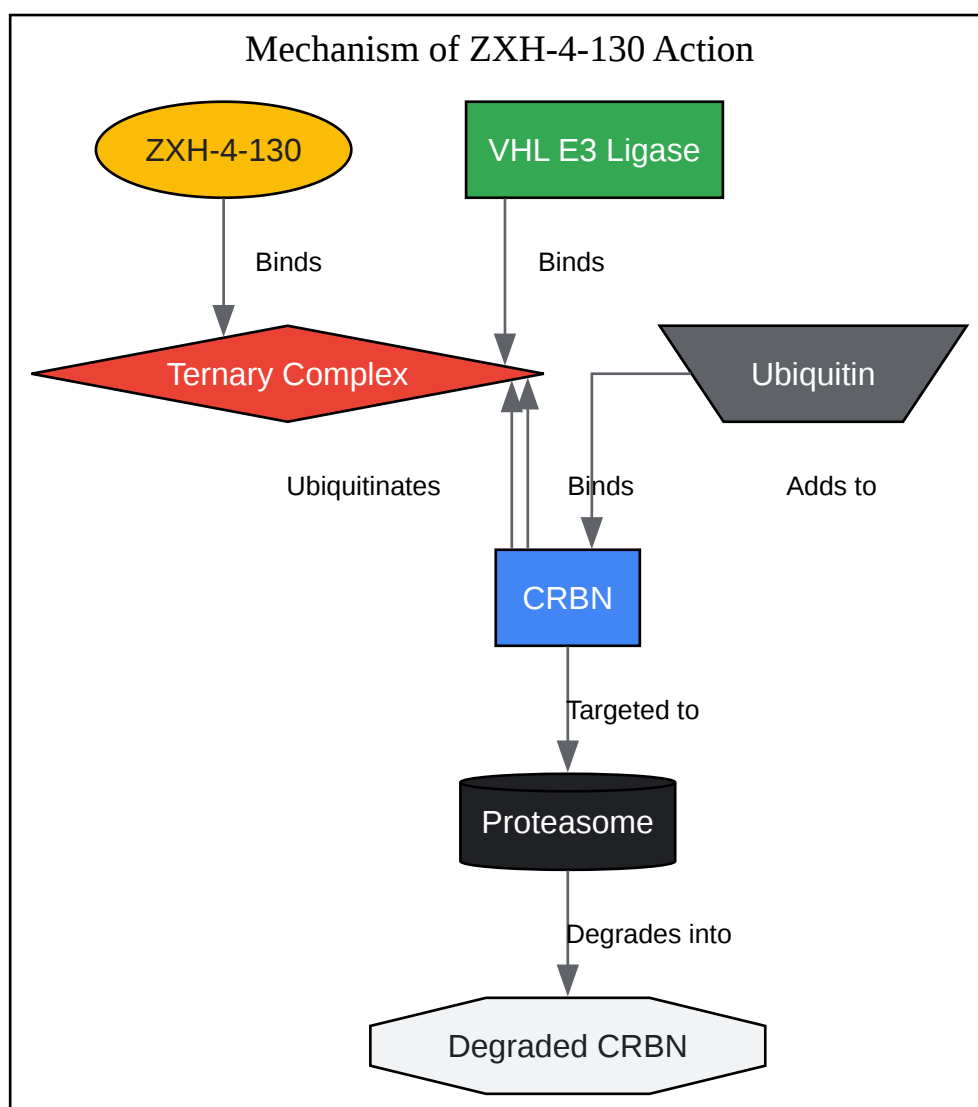 Mechanism of ZXH-4-130 Action
ZXH-4-130
VHL E3 Ligase
Binds
Binds
Ternary Complex
Ubiquitin
Ubiquitinates
Binds
Adds to
CRBN
Targeted to
Proteasome
Degrades into
Degraded CRBN